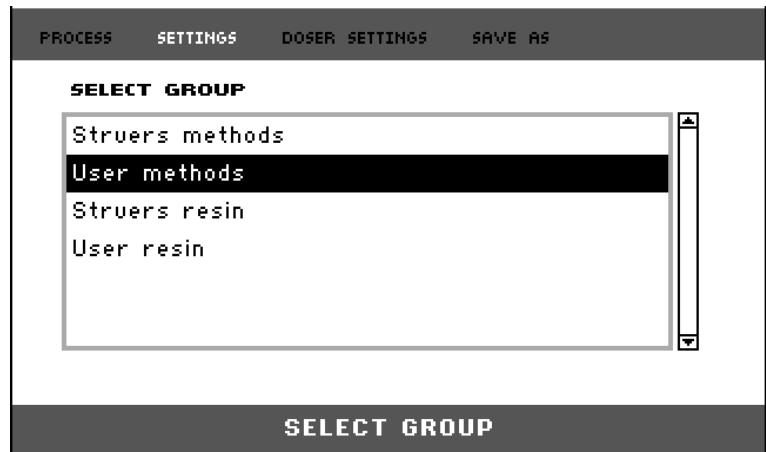 PROCESS SETTINGS DOSER SETTINGS SAVE AS
SELECT GROUP
Struers methods
User methods
Struers resin
User resin
SELECT GROUP